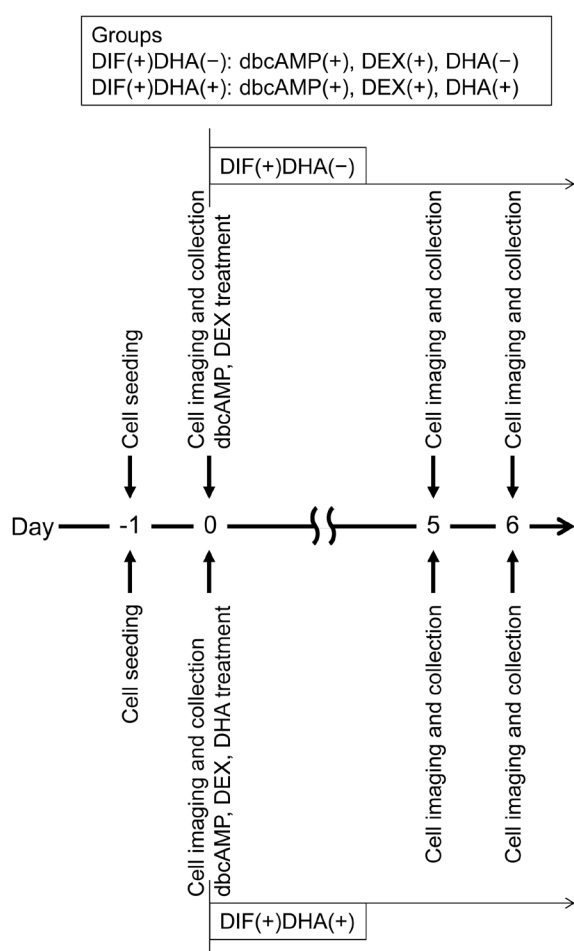 Groups
DIF(+)DHA(−): dbcAMP(+), DEX(+), DHA(−)
DIF(+)DHA(+): dbcAMP(+), DEX(+), DHA(+)
DIF(+)DHA(−)
Cell seeding
Cell imaging and collection
dbcAMP, DEX treatment
Cell imaging and collection
Cell imaging and collection
Day -1 0 5 6
Cell seeding
Cell imaging and collection
dbcAMP, DEX, DHA treatment
Cell imaging and collection
Cell imaging and collection
DIF(+)DHA(+)